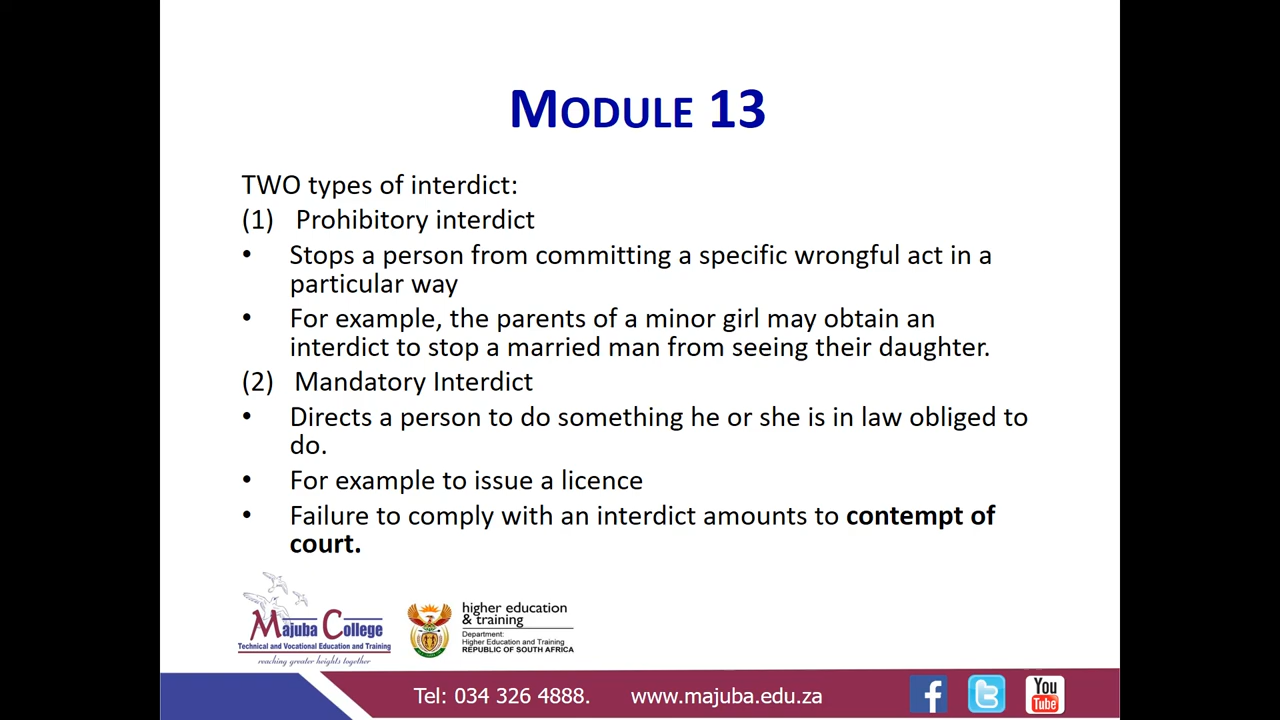 MODULE 13
TWO types of interdict:
(1) Prohibitory interdict
• Stops a person from committing a specific wrongful act in a
particular way
• For example, the parents of a minor girl may obtain an
interdict to stop a married man from seeing their daughter.
(2) Mandatory Interdict
• Directs a person to do something he or she is in law obliged to
do.
• For example to issue a licence
• Failure to comply with an interdict amounts to contempt of
court.
Majuba College
Technical and Vocational Education and Training
reaching greater heights together
higher education
& training
Department:
Higher Education and Training
REPUBLIC OF SOUTH AFRICA
Tel: 034 326 4888. www.majuba.edu.za
You
Tube